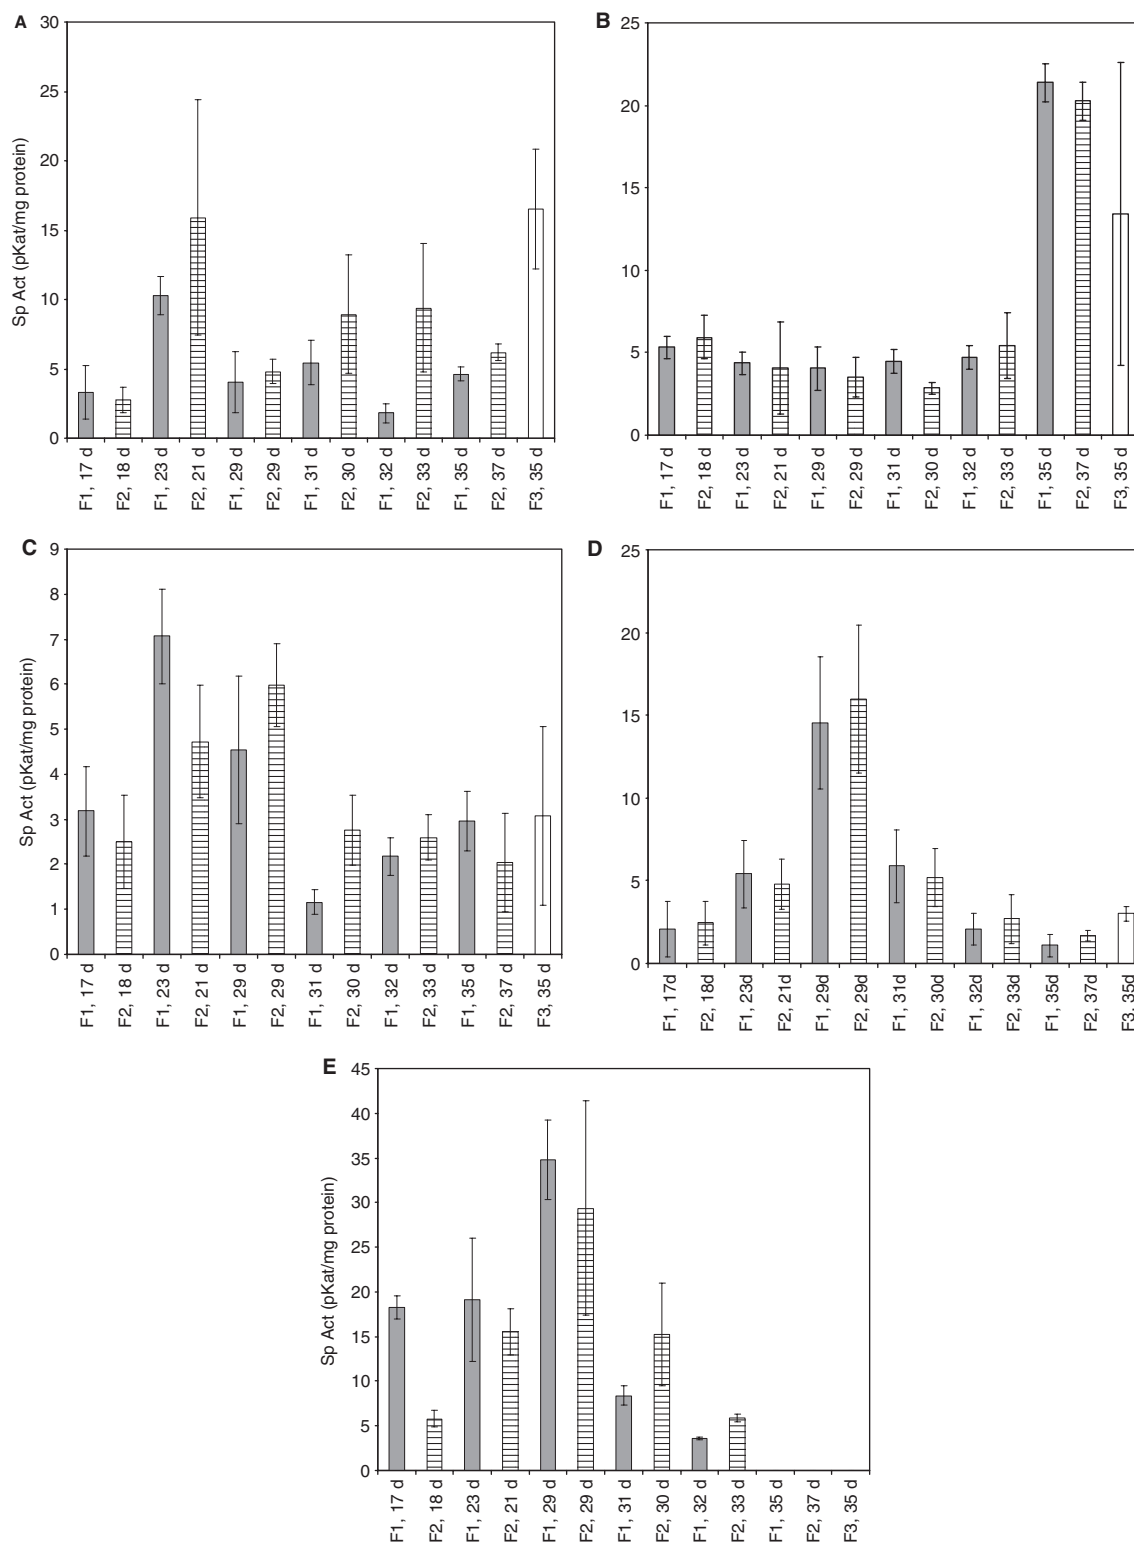 A
30
25
20
15
10
5
0
Sp Act (pKat/mg protein)
F1, 17 d
F2, 18 d
F1, 23 d
F2, 21 d
F1, 29 d
F2, 29 d
F1, 31 d
F2, 30 d
F1, 32 d
F2, 33 d
F1, 35 d
F2, 37 d
F3, 35 d
B
25
20
15
10
5
0
F1, 17 d
F2, 18 d
F1, 23 d
F2, 21 d
F1, 29 d
F2, 29 d
F1, 31 d
F2, 30 d
F1, 32 d
F2, 33 d
F1, 35 d
F2, 37 d
F3, 35 d
C
9
8
7
6
5
4
3
2
1
0
Sp Act (pKat/mg protein)
F1, 17 d
F2, 18 d
F1, 23 d
F2, 21 d
F1, 29 d
F2, 29 d
F1, 31 d
F2, 30 d
F1, 32 d
F2, 33 d
F1, 35 d
F2, 37 d
F3, 35 d
D
25
20
15
10
5
0
F1, 17d
F2, 18d
F1, 23d
F2, 21d
F1, 29d
F2, 29d
F1, 31d
F2, 30d
F1, 32d
F2, 33d
F1, 35d
F2, 37d
F3, 35d
E
45
40
35
30
25
20
15
10
5
0
Sp Act (pKat/mg protein)
F1, 17 d
F2, 18 d
F1, 23 d
F2, 21 d
F1, 29 d
F2, 29 d
F1, 31 d
F2, 30 d
F1, 32 d
F2, 33 d
F1, 35 d
F2, 37 d
F3, 35 d